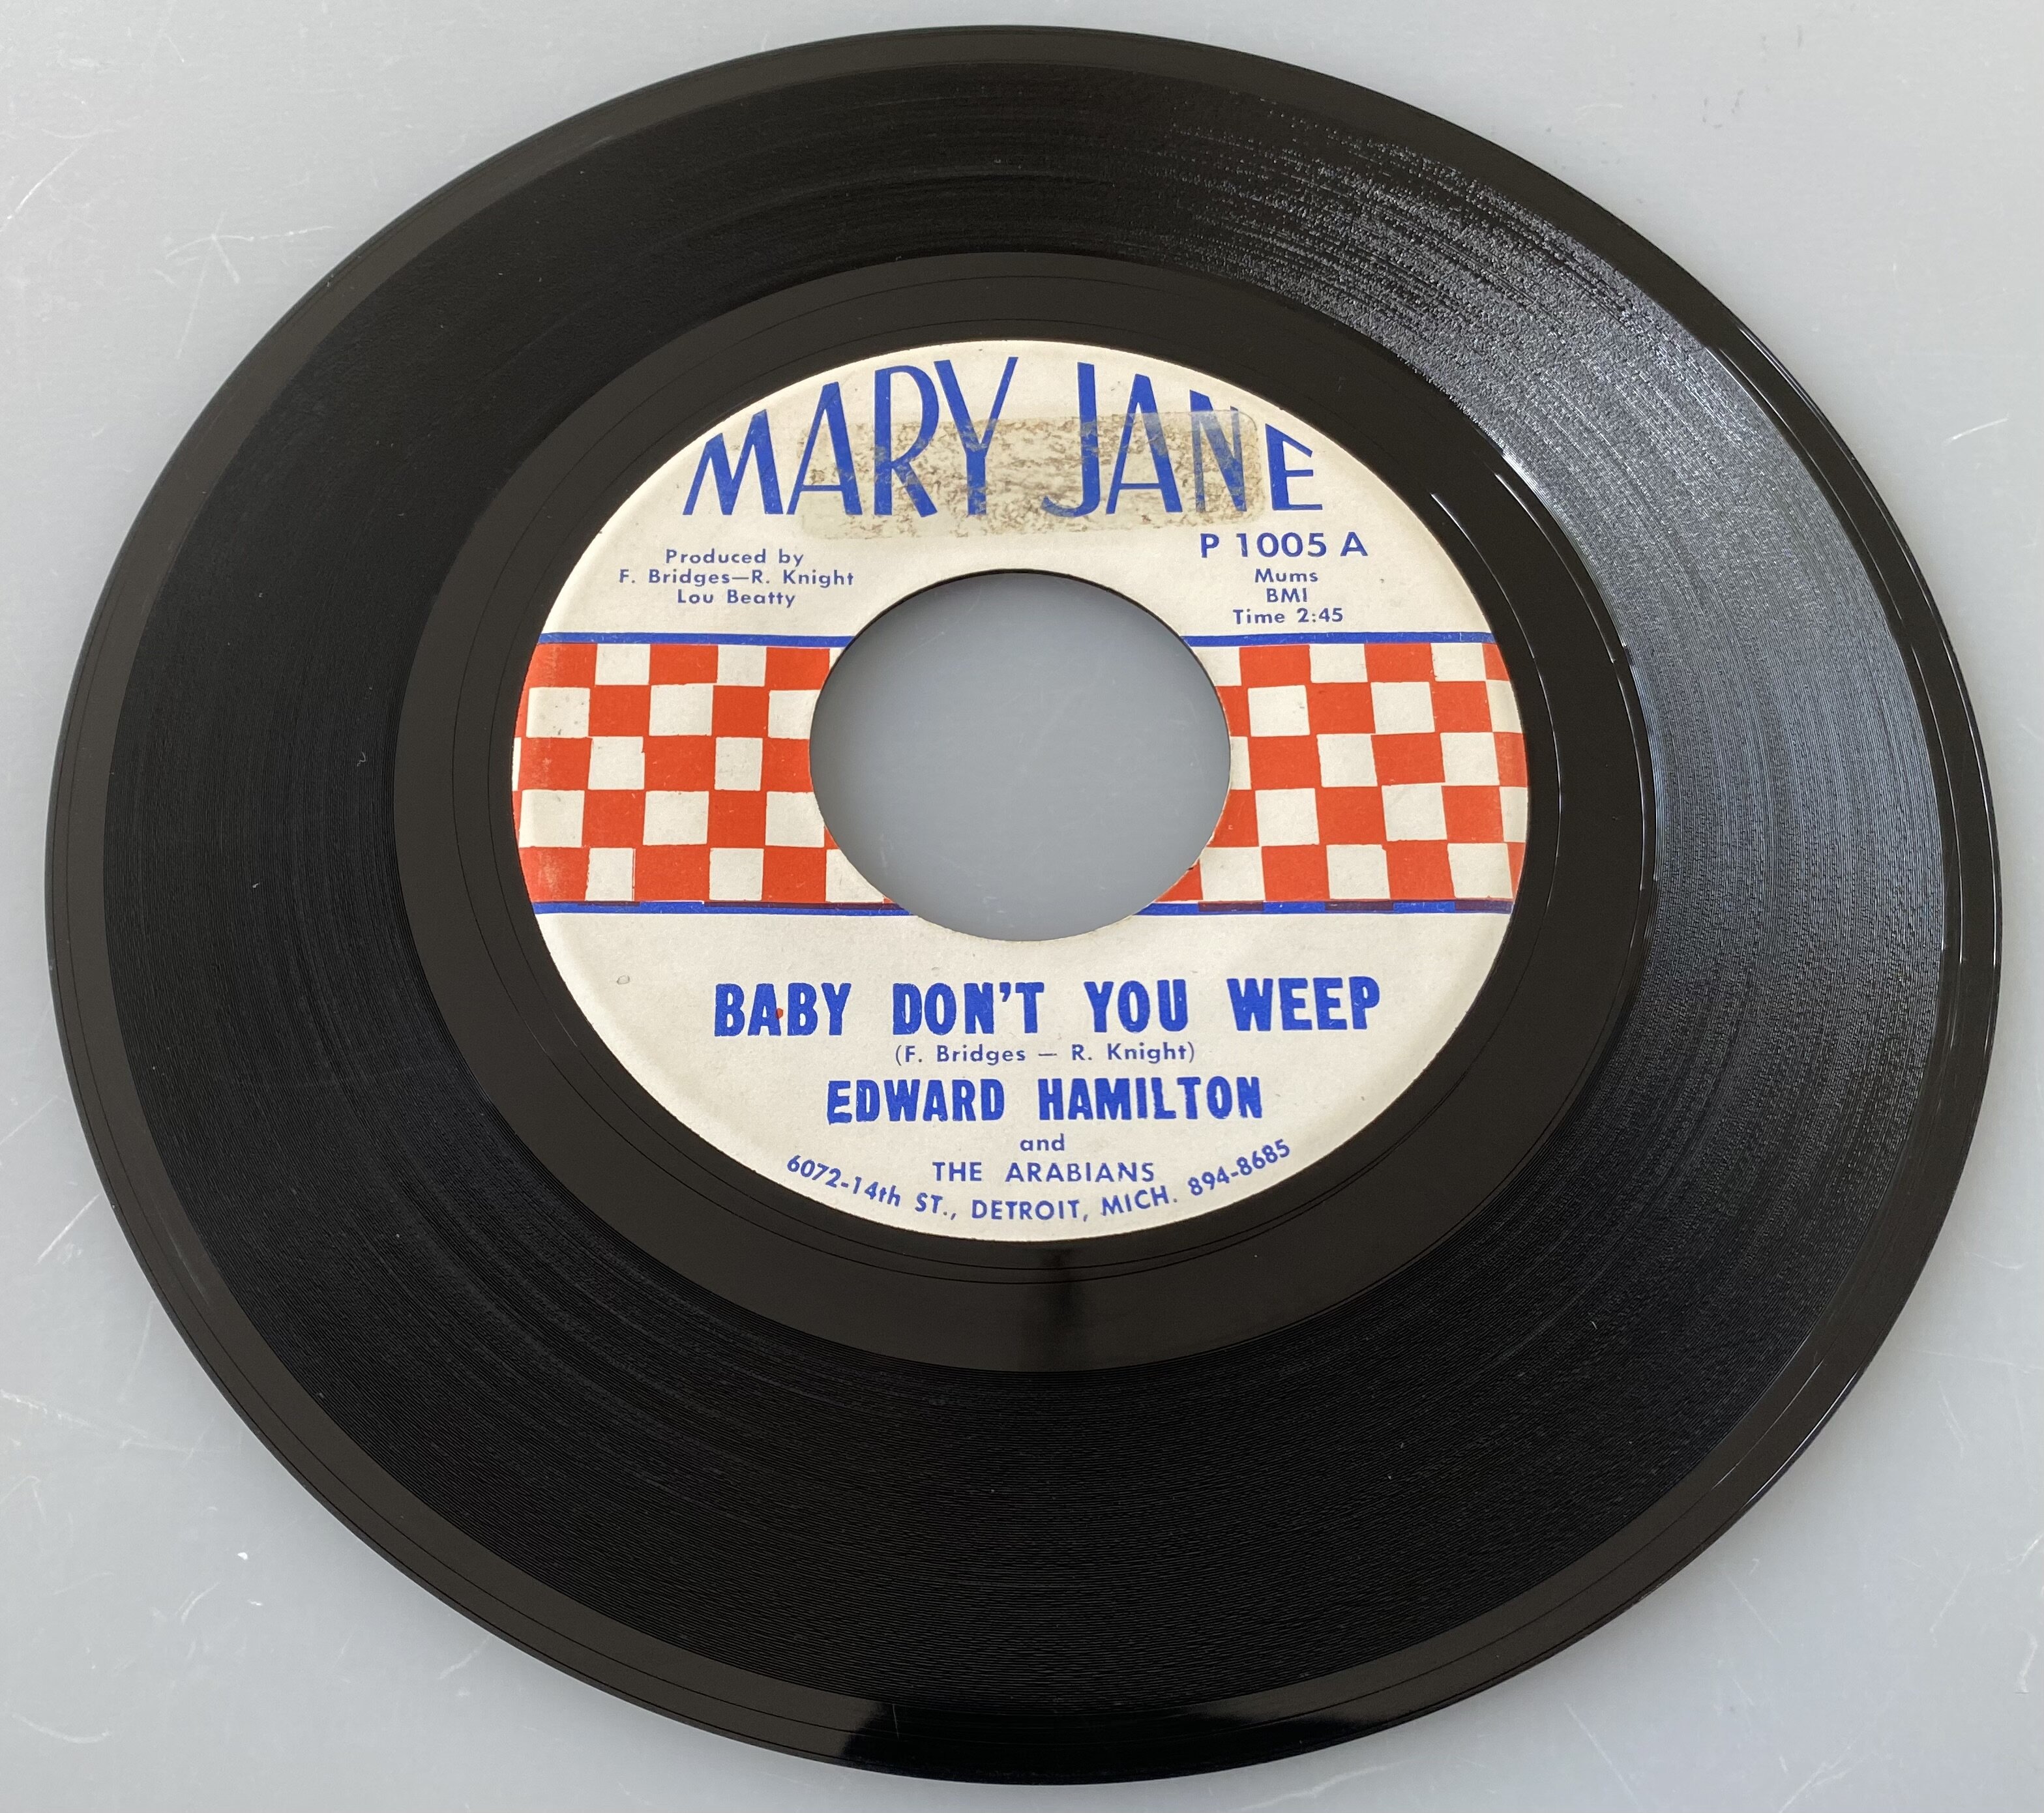 MARY JANE
Produced by
F. Bridges—R. Knight
Lou Beatty
P 1005 A
Mums
BMI
Time 2:45
BABY DON'T YOU WEEP
(F. Bridges — R. Knight)
EDWARD HAMILTON
and
THE ARABIANS
6072-14th ST., DETROIT, MICH. 894-8685